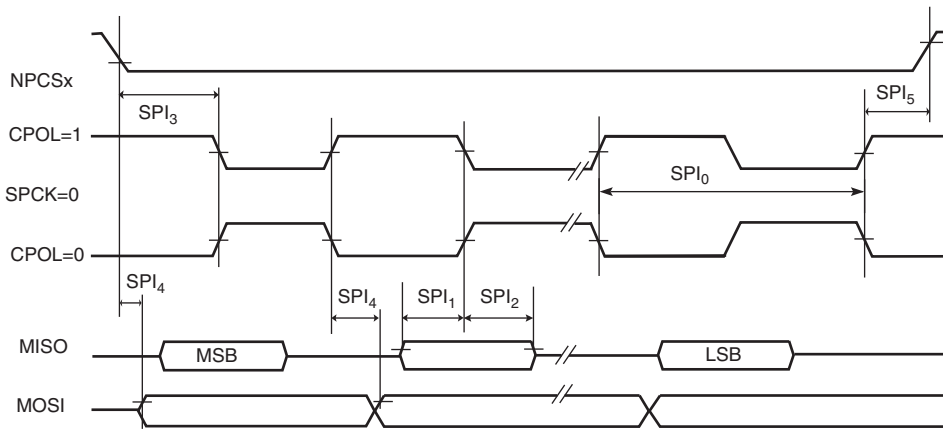 NPCSx
SPI3
SPI5
CPOL=1
SPCK=0
SPI0
CPOL=0
SPI4
SPI4
SPI1
SPI2
MISO
MSB
LSB
MOSI